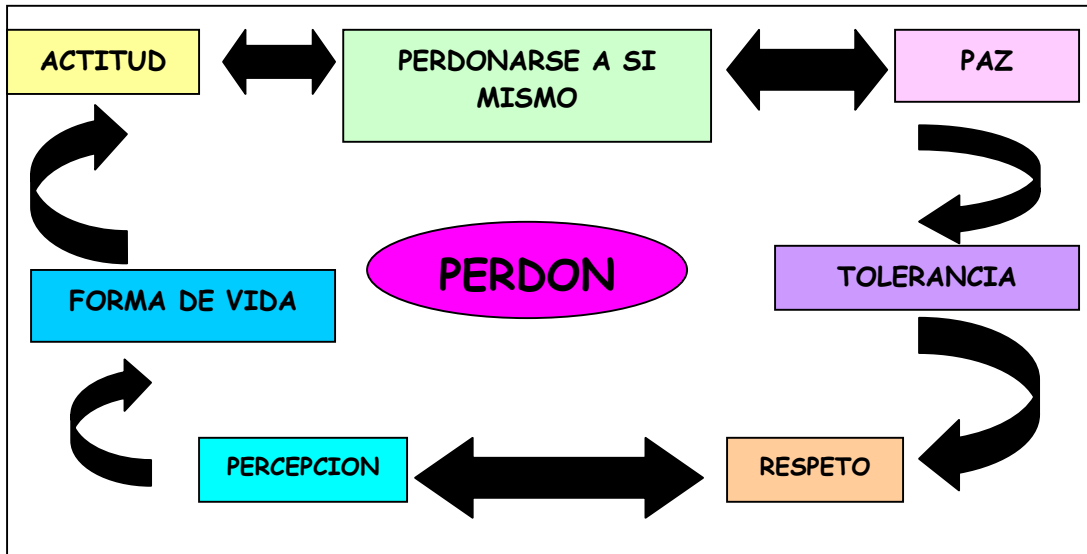 ACTITUD
PERDONARSE A SI
MISMO
PAZ
PERDON
TOLERANCIA
FORMA DE VIDA
PERCEPCION
RESPETO